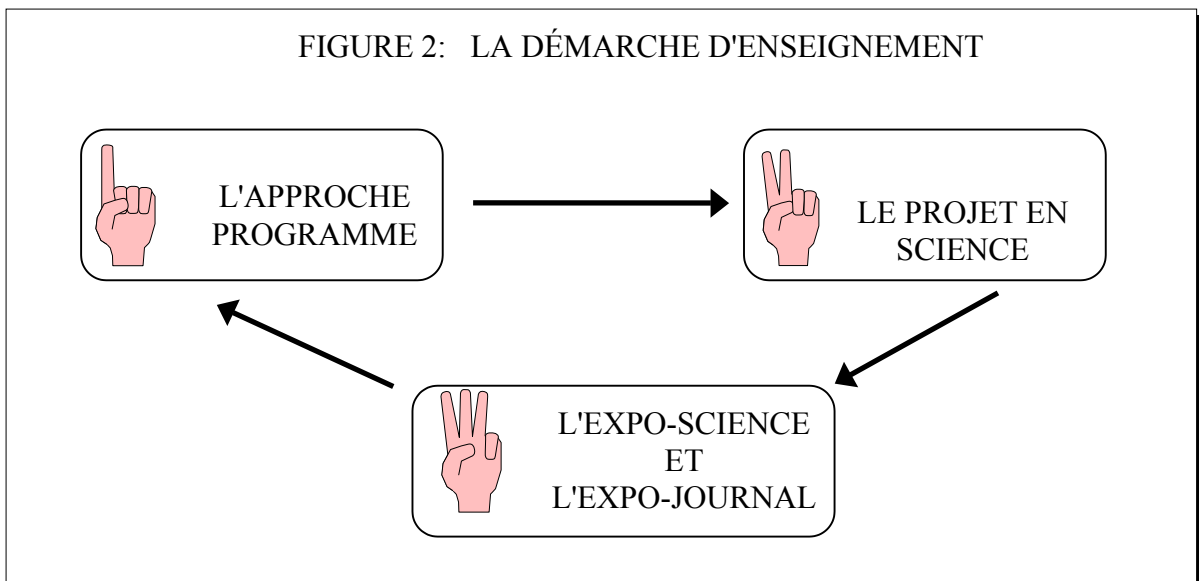 FIGURE 2: LA DÉMARCHE D'ENSEIGNEMENT
L'APPROCHE
PROGRAMME
LE PROJET EN
SCIENCE
L'EXPO-SCIENCE
ET
L'EXPO-JOURNAL